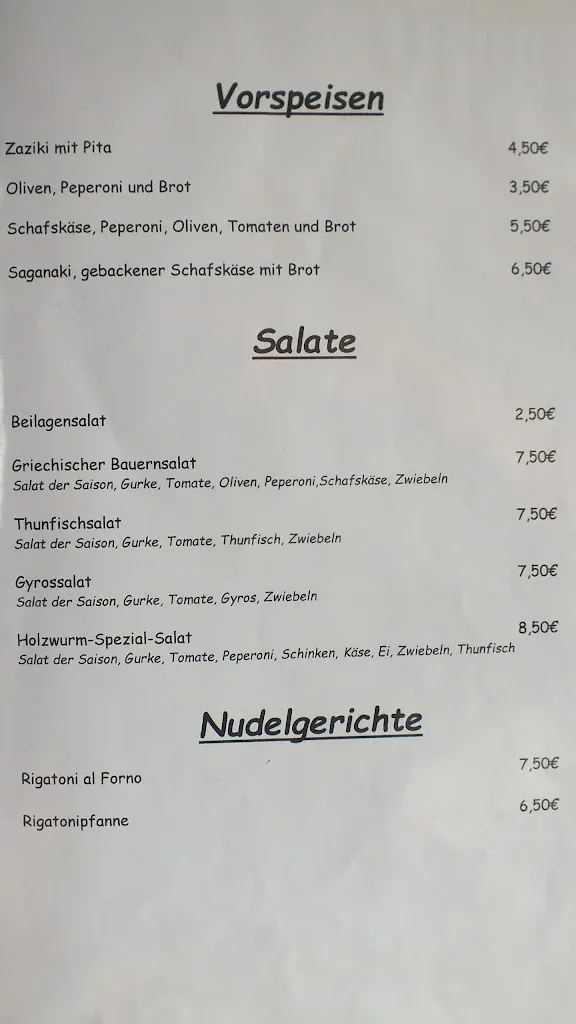 Vorspeisen
Zaziki mit Pita 4,50€
Oliven, Peperoni und Brot 3,50€
Schafskäse, Peperoni, Oliven, Tomaten und Brot 5,50€
Saganaki, gebackener Schafskäse mit Brot 6,50€
Salate
Beilagensalat 2,50€
Griechischer Bauernsalat 7,50€
Salat der Saison, Gurke, Tomate, Oliven, Peperoni,Schafskäse, Zwiebeln
Thunfischsalat 7,50€
Salat der Saison, Gurke, Tomate, Thunfisch, Zwiebeln
Gyrossalat 7,50€
Salat der Saison, Gurke, Tomate, Gyros, Zwiebeln
Holzwurm-Spezial-Salat 8,50€
Salat der Saison, Gurke, Tomate, Peperoni, Schinken, Käse, Ei, Zwiebeln, Thunfisch
Nudelgerichte
Rigatoni al Forno 7,50€
Rigatonipfanne 6,50€